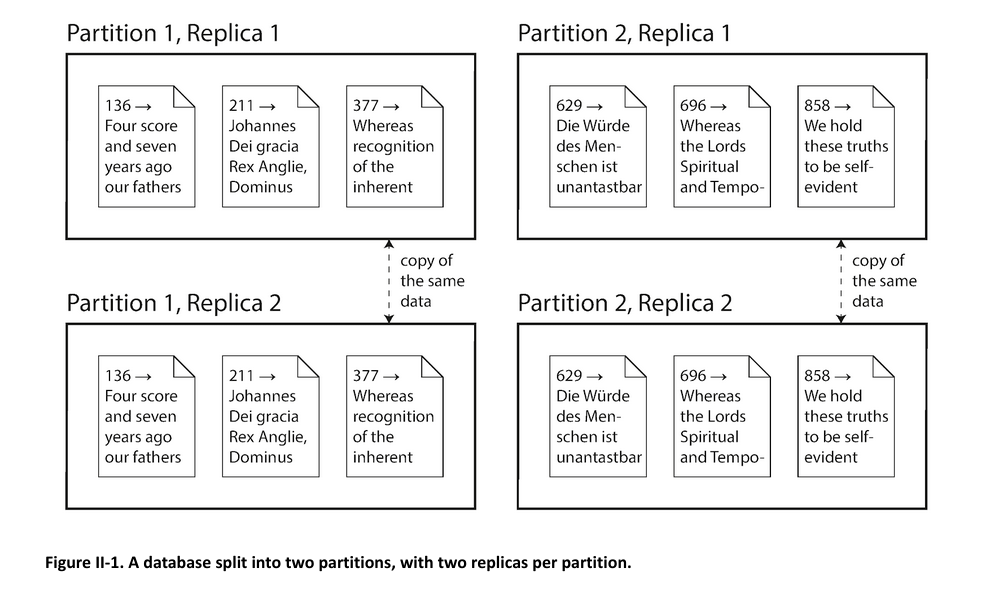 Partition 1, Replica 1
136 →
Four score
and seven
years ago
our fathers
211 →
Johannes
Dei gracia
Rex Anglie,
Dominus
377 →
Whereas
recognition
of the
inherent
Partition 2, Replica 1
629 →
Die Würde
des Men-
schen ist
unantastbar
696 →
Whereas
the Lords
Spiritual
and Tempo-
858 →
We hold
these truths
to be self-
evident
copy of
the same
data
copy of
the same
data
Partition 1, Replica 2
136 →
Four score
and seven
years ago
our fathers
211 →
Johannes
Dei gracia
Rex Anglie,
Dominus
377 →
Whereas
recognition
of the
inherent
Partition 2, Replica 2
629 →
Die Würde
des Men-
schen ist
unantastbar
696 →
Whereas
the Lords
Spiritual
and Tempo-
858 →
We hold
these truths
to be self-
evident
Figure II-1. A database split into two partitions, with two replicas per partition.